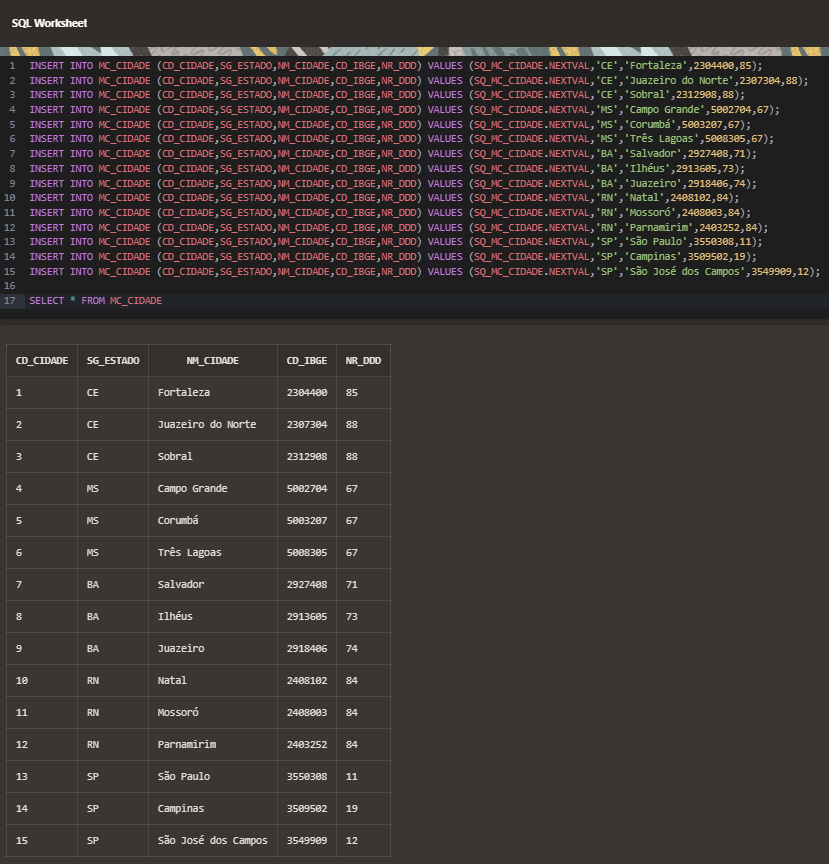 SQL Worksheet
1 INSERT INTO MC_CIDADE (CD_CIDADE,SG_ESTADO,NM_CIDADE,CD_IBGE,NR_DDD) VALUES (SQ_MC_CIDADE.NEXTVAL,'CE','Fortaleza',2304400,85);
2 INSERT INTO MC_CIDADE (CD_CIDADE,SG_ESTADO,NM_CIDADE,CD_IBGE,NR_DDD) VALUES (SQ_MC_CIDADE.NEXTVAL,'CE','Juazeiro do Norte',2307304,88);
3 INSERT INTO MC_CIDADE (CD_CIDADE,SG_ESTADO,NM_CIDADE,CD_IBGE,NR_DDD) VALUES (SQ_MC_CIDADE.NEXTVAL,'CE','Sobral',2312908,88);
4 INSERT INTO MC_CIDADE (CD_CIDADE,SG_ESTADO,NM_CIDADE,CD_IBGE,NR_DDD) VALUES (SQ_MC_CIDADE.NEXTVAL,'MS','Campo Grande',5002704,67);
5 INSERT INTO MC_CIDADE (CD_CIDADE,SG_ESTADO,NM_CIDADE,CD_IBGE,NR_DDD) VALUES (SQ_MC_CIDADE.NEXTVAL,'MS','Corumbá',5003207,67);
6 INSERT INTO MC_CIDADE (CD_CIDADE,SG_ESTADO,NM_CIDADE,CD_IBGE,NR_DDD) VALUES (SQ_MC_CIDADE.NEXTVAL,'MS','Três Lagoas',5008305,67);
7 INSERT INTO MC_CIDADE (CD_CIDADE,SG_ESTADO,NM_CIDADE,CD_IBGE,NR_DDD) VALUES (SQ_MC_CIDADE.NEXTVAL,'BA','Salvador',2927408,71);
8 INSERT INTO MC_CIDADE (CD_CIDADE,SG_ESTADO,NM_CIDADE,CD_IBGE,NR_DDD) VALUES (SQ_MC_CIDADE.NEXTVAL,'BA','Ilhéus',2913605,73);
9 INSERT INTO MC_CIDADE (CD_CIDADE,SG_ESTADO,NM_CIDADE,CD_IBGE,NR_DDD) VALUES (SQ_MC_CIDADE.NEXTVAL,'BA','Juazeiro',2918406,74);
10 INSERT INTO MC_CIDADE (CD_CIDADE,SG_ESTADO,NM_CIDADE,CD_IBGE,NR_DDD) VALUES (SQ_MC_CIDADE.NEXTVAL,'RN','Natal',2408102,84);
11 INSERT INTO MC_CIDADE (CD_CIDADE,SG_ESTADO,NM_CIDADE,CD_IBGE,NR_DDD) VALUES (SQ_MC_CIDADE.NEXTVAL,'RN','Mossoró',2408003,84);
12 INSERT INTO MC_CIDADE (CD_CIDADE,SG_ESTADO,NM_CIDADE,CD_IBGE,NR_DDD) VALUES (SQ_MC_CIDADE.NEXTVAL,'RN','Parnamirim',2403252,84);
13 INSERT INTO MC_CIDADE (CD_CIDADE,SG_ESTADO,NM_CIDADE,CD_IBGE,NR_DDD) VALUES (SQ_MC_CIDADE.NEXTVAL,'SP','São Paulo',3550308,11);
14 INSERT INTO MC_CIDADE (CD_CIDADE,SG_ESTADO,NM_CIDADE,CD_IBGE,NR_DDD) VALUES (SQ_MC_CIDADE.NEXTVAL,'SP','Campinas',3509502,19);
15 INSERT INTO MC_CIDADE (CD_CIDADE,SG_ESTADO,NM_CIDADE,CD_IBGE,NR_DDD) VALUES (SQ_MC_CIDADE.NEXTVAL,'SP','São José dos Campos',3549909,12);
16
17 SELECT * FROM MC_CIDADE
CD_CIDADE SG_ESTADO NM_CIDADE CD_IBGE NR_DDD
1 CE Fortaleza 2304400 85
2 CE Juazeiro do Norte 2307304 88
3 CE Sobral 2312908 88
4 MS Campo Grande 5002704 67
5 MS Corumbá 5003207 67
6 MS Três Lagoas 5008305 67
7 BA Salvador 2927408 71
8 BA Ilhéus 2913605 73
9 BA Juazeiro 2918406 74
10 RN Natal 2408102 84
11 RN Mossoró 2408003 84
12 RN Parnamirim 2403252 84
13 SP São Paulo 3550308 11
14 SP Campinas 3509502 19
15 SP São José dos Campos 3549909 12